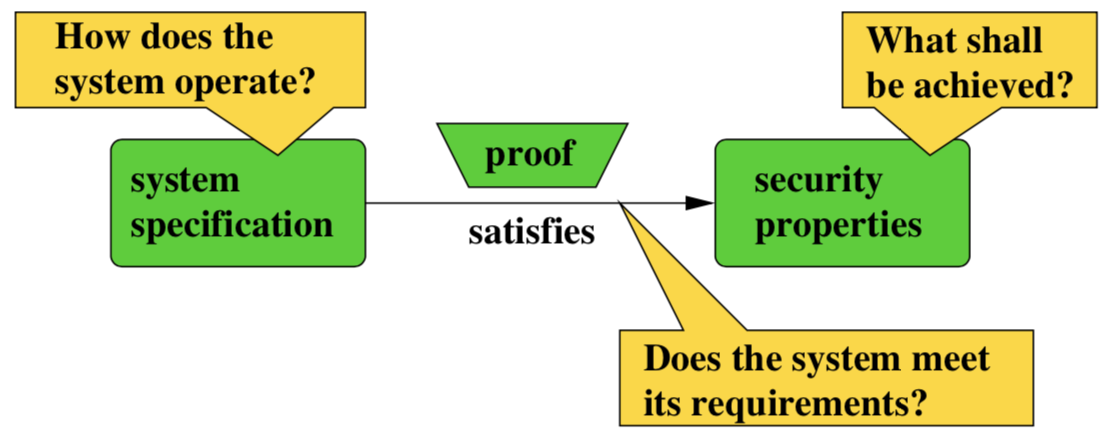 How does the
system operate?
What shall
be achieved?
system
specification
proof
satisfies
security
properties
Does the system meet
its requirements?